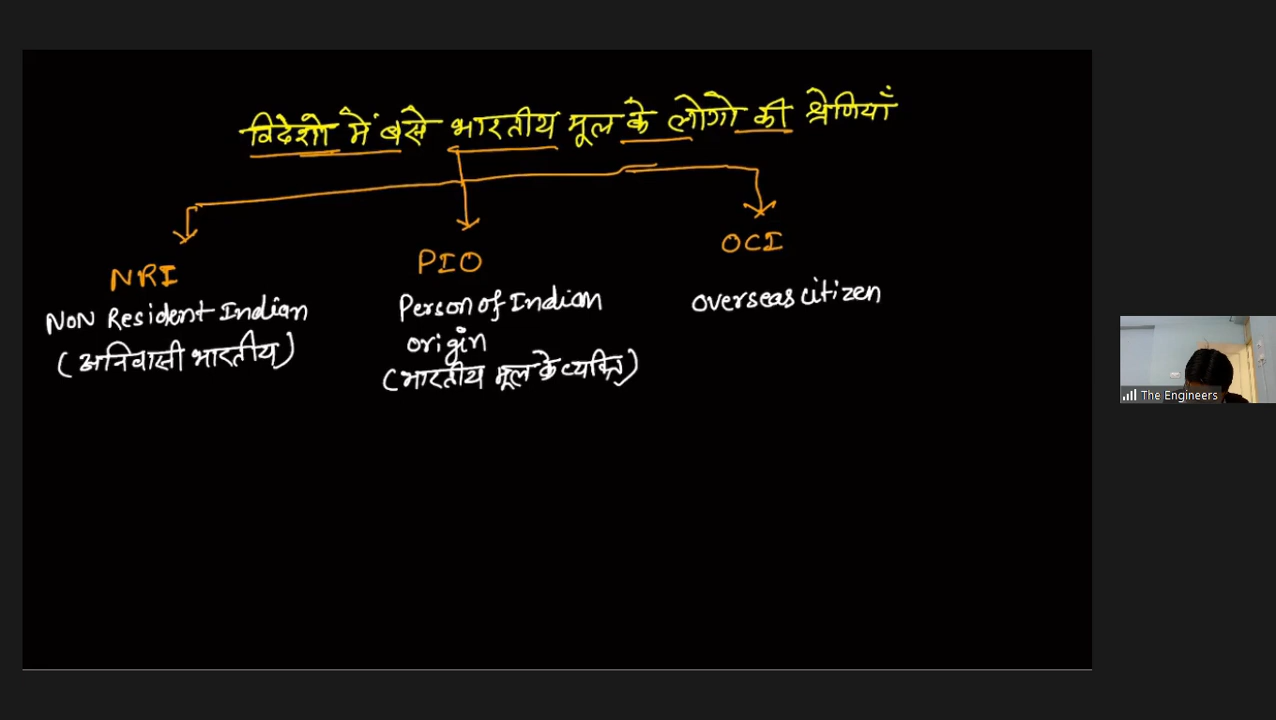 विदेशो में बसे भारतीय मूल के लोगो की श्रेणियाँ
NRI
PIO
OCI
NON Resident Indian
(अनिवासी भारतीय)
Person of Indian
origin
(भारतीय मूल के व्यक्ति)
overseas citizen
The Engineers